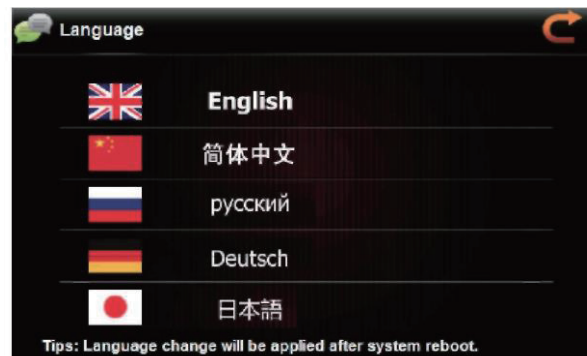 Language
English
简体中文
русский
Deutsch
日本語
Tips: Language change will be applied after system reboot.